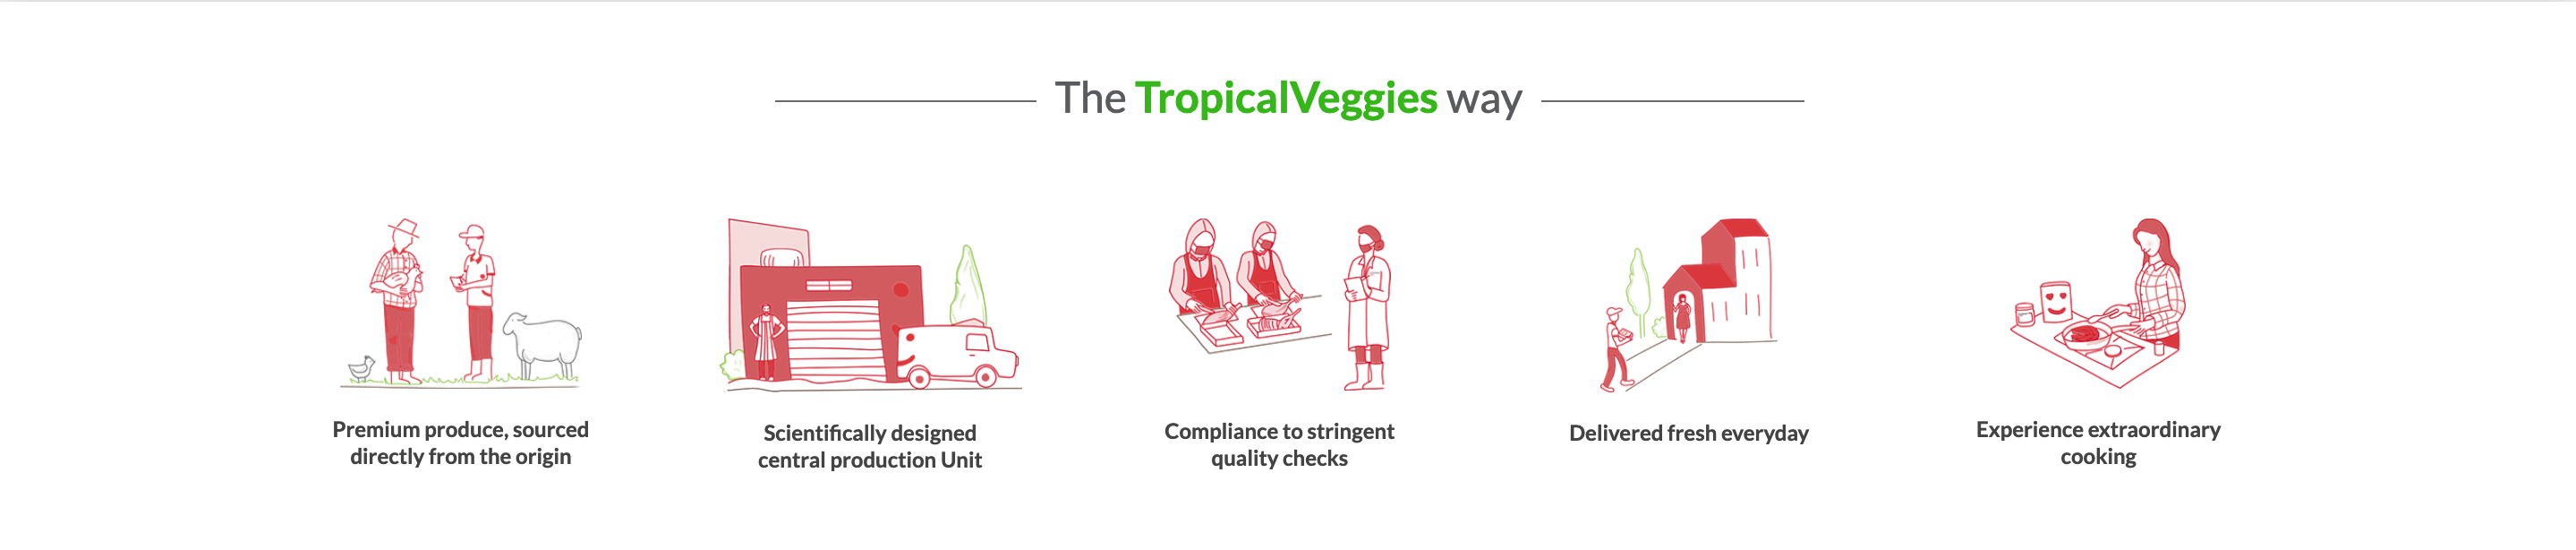 The TropicalVeggies way
Premium produce, sourced
directly from the origin
Scientifically designed
central production Unit
Compliance to stringent
quality checks
Delivered fresh everyday
Experience extraordinary
cooking